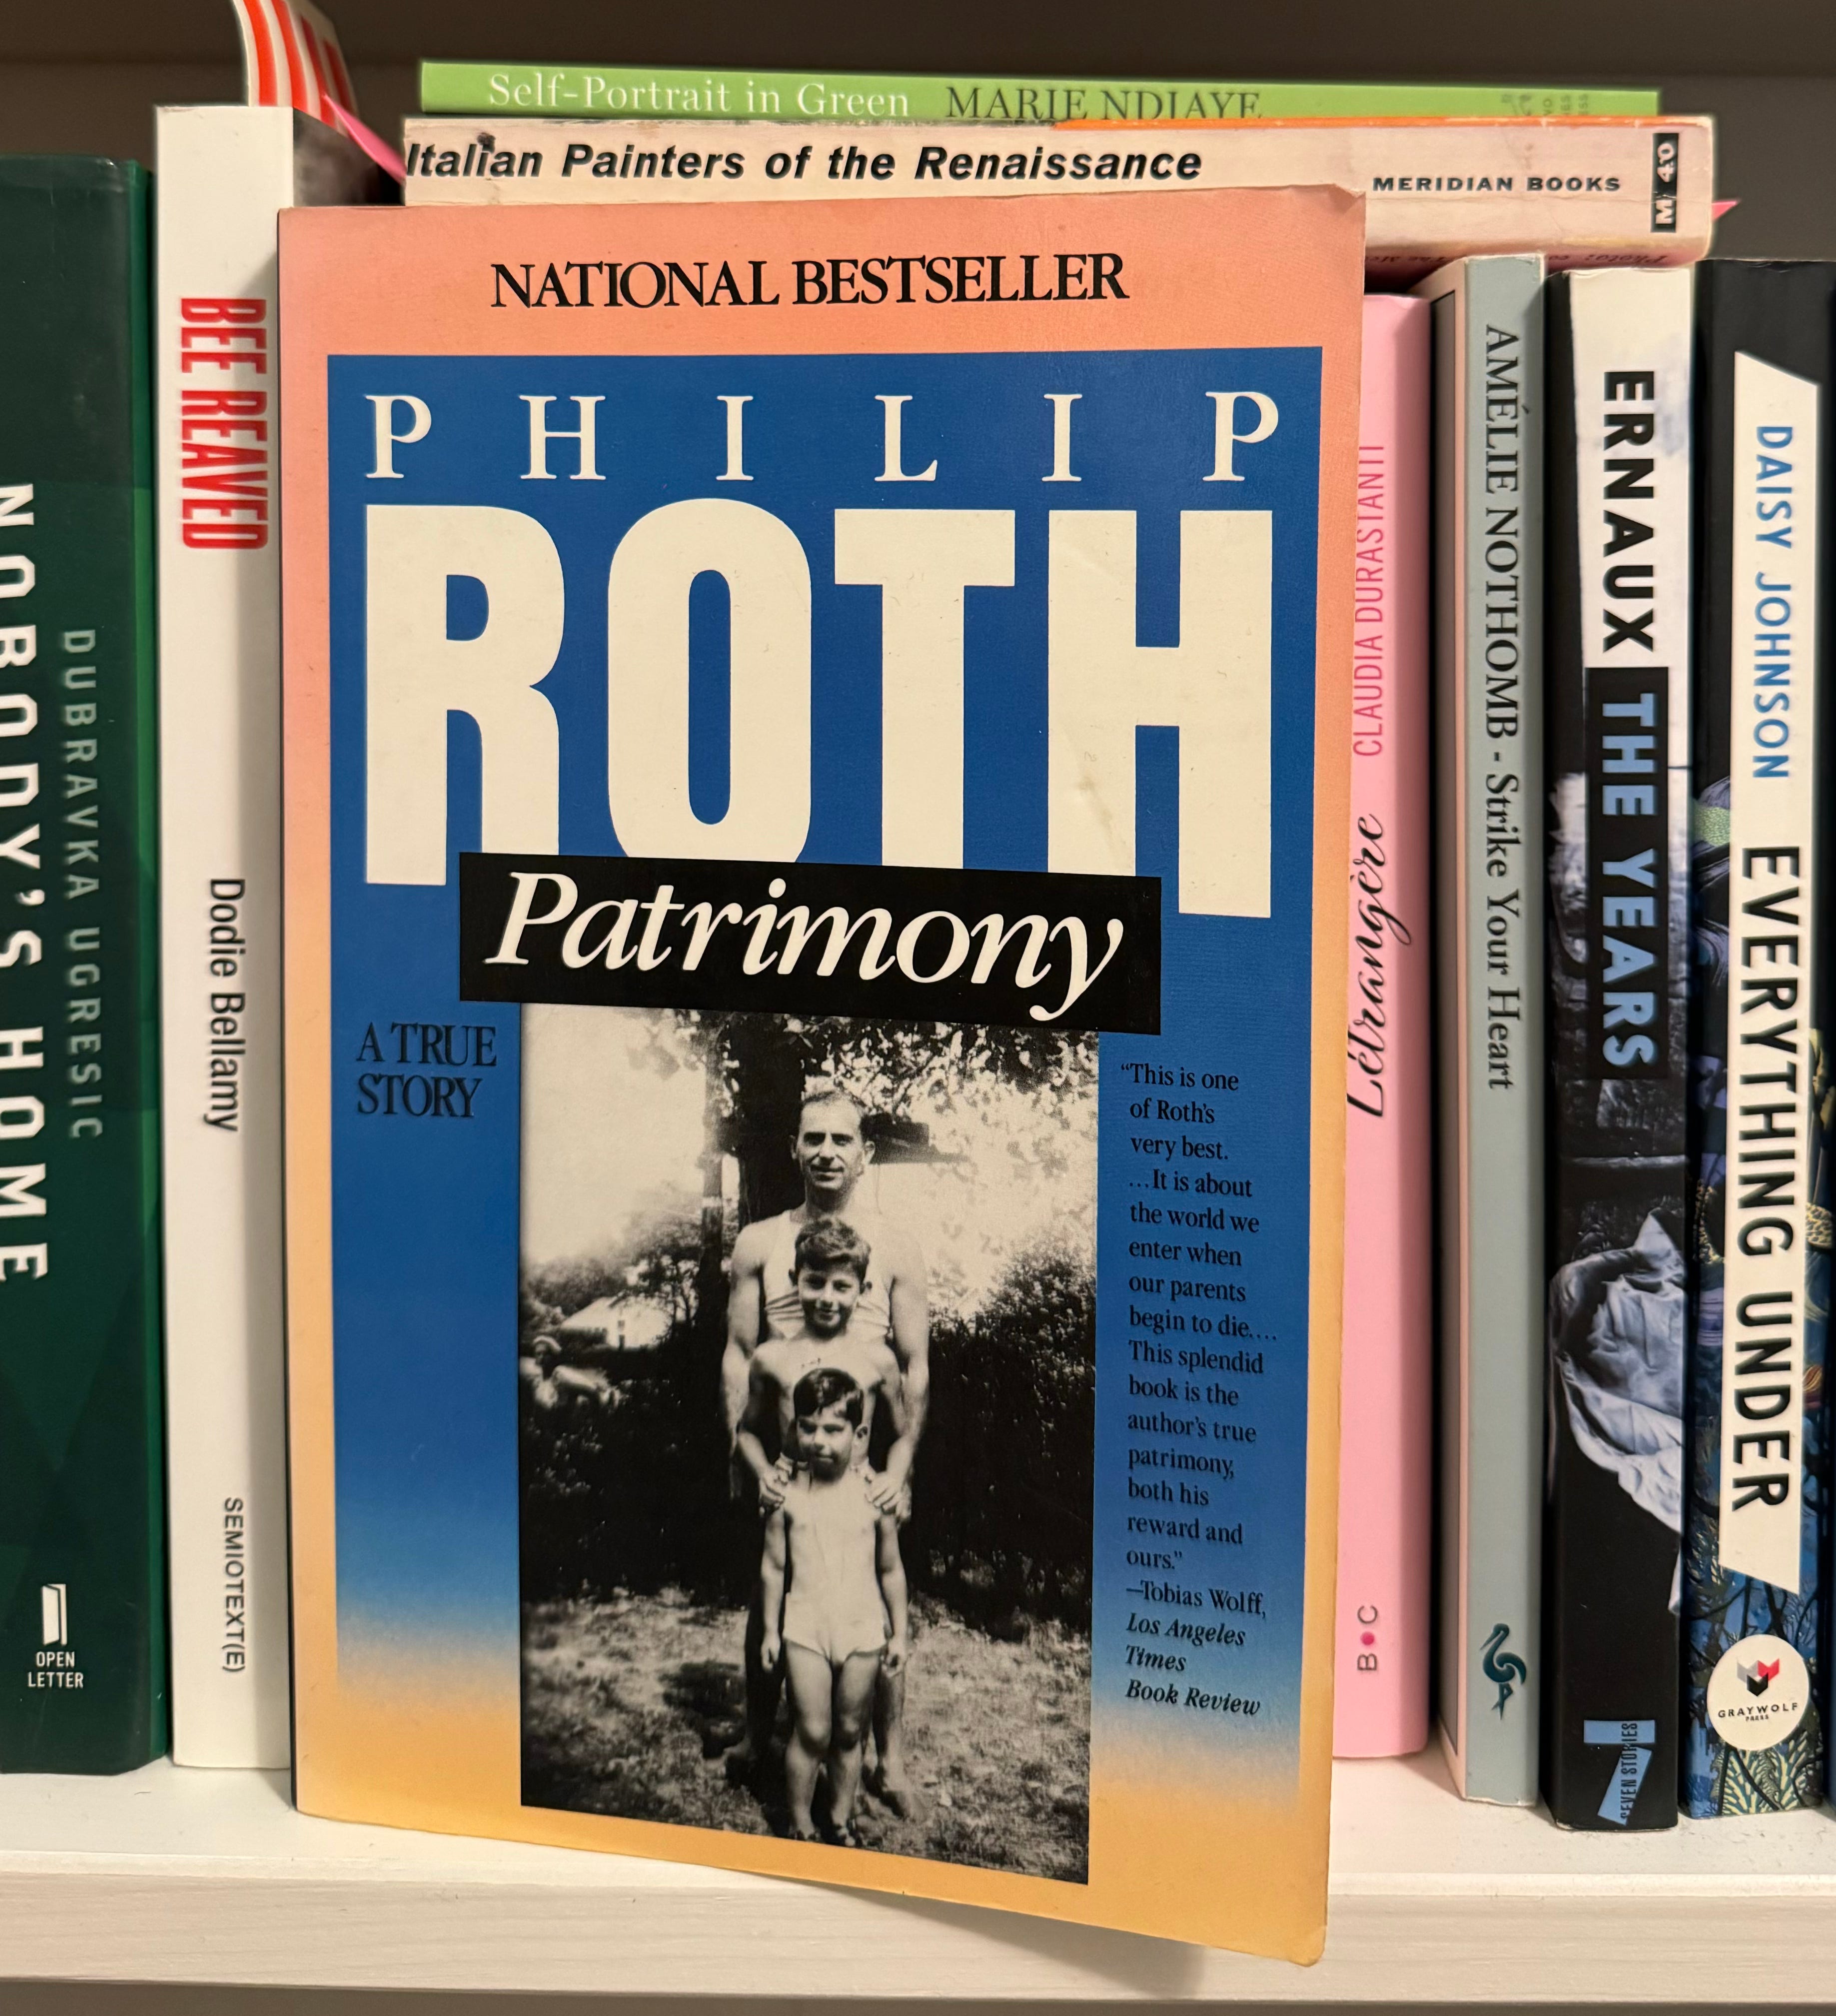 Self-Portrait in Green MARIE NDIAYE
Italian Painters of the Renaissance MERIDIAN BOOKS M 40
NOBODY'S HOME
DUBRAVKA UGRESIC
OPEN
LETTER
BEE REAVED Dodie Bellamy SEMIOTEXT(E)
NATIONAL BESTSELLER
PHILIP
ROTH
Patrimony
A TRUE
STORY
"This is one
of Roth's
very best.
...It is about
the world we
enter when
our parents
begin to die....
This splendid
book is the
author's true
patrimony,
both his
reward and
ours."
—Tobias Wolff,
Los Angeles
Times
Book Review
L'étrangère CLAUDIA DURASTANTI B•C
AMÉLIE NOTHOMB - Strike Your Heart
ERNAUX THE YEARS
7
SEVEN STORIES
DAISY JOHNSON EVERYTHING UNDER
GRAYWOLF
PRESS